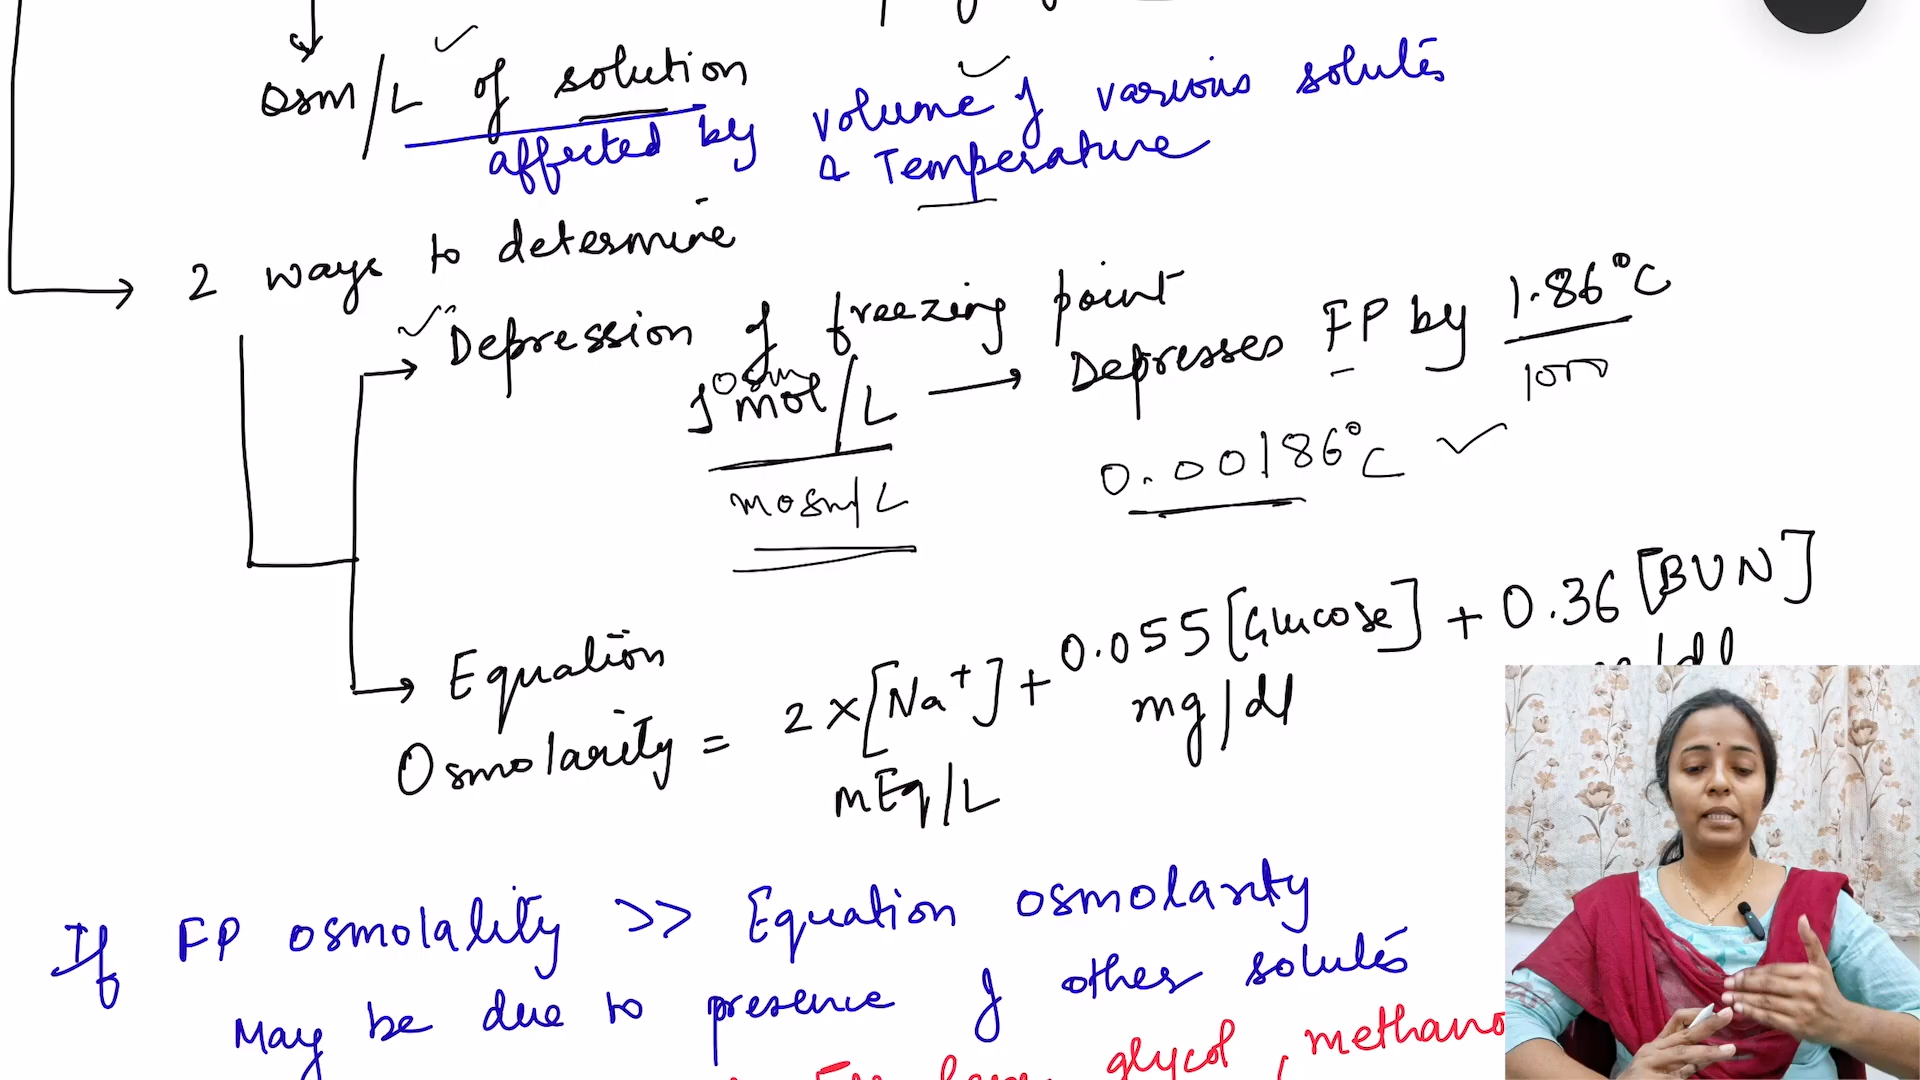 osm/L of solution
affected by volume of various solutes
& Temperature
2 ways to determine
Depression of freezing point
1 Osm
mol/L → Depresses FP by 1.86°C
1000
mosm/L
0.00186°C
Equation
Osmolarity = 2 x [Na+] + 0.055 [Glucose] + 0.36 [BUN]
mEq/L mg/dl
If FP osmolality >> Equation osmolarity
May be due to presence of other solutes
glycol, methano